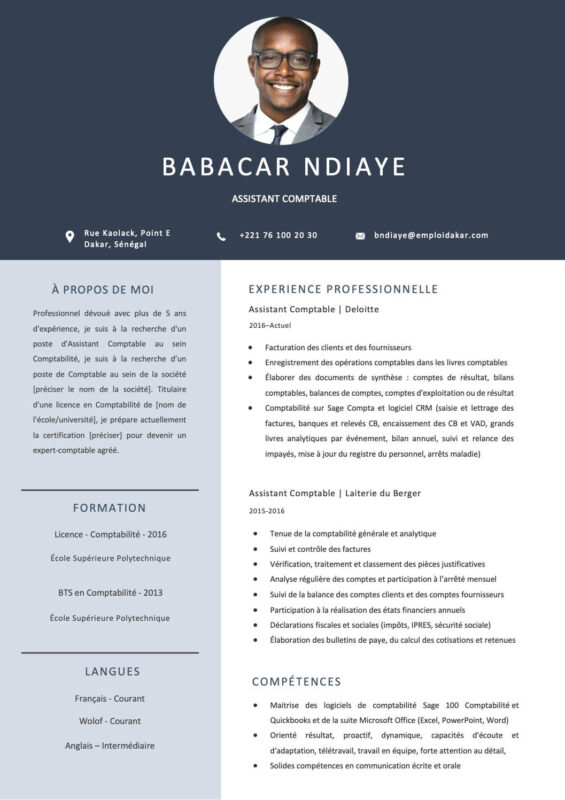 BABACAR NDIAYE
ASSISTANT COMPTABLE
Rue Kaolack, Point E
Dakar, Sénégal
+221 76 100 20 30
bndiaye@emploidakar.com
À PROPOS DE MOI
Professionnel dévoué avec plus de 5 ans
d'expérience, je suis à la recherche d'un
poste d'Assistant Comptable au sein
Comptabilité, je suis à la recherche d'un
poste de Comptable au sein de la société
[préciser le nom de la société]. Titulaire
d'une licence en Comptabilité de [nom de
l'école/université], je prépare actuellement
la certification [préciser] pour devenir un
expert-comptable agréé.
FORMATION
Licence - Comptabilité - 2016
École Supérieure Polytechnique
BTS en Comptabilité - 2013
École Supérieure Polytechnique
LANGUES
Français - Courant
Wolof - Courant
Anglais – Intermédiaire
EXPERIENCE PROFESSIONNELLE
Assistant Comptable | Deloitte
2016–Actuel
• Facturation des clients et des fournisseurs
• Enregistrement des opérations comptables dans les livres comptables
• Élaborer des documents de synthèse : comptes de résultat, bilans
comptables, balances de comptes, comptes d'exploitation ou de résultat
• Comptabilité sur Sage Compta et logiciel CRM (saisie et lettrage des
factures, banques et relevés CB, encaissement des CB et VAD, grands
livres analytiques par événement, bilan annuel, suivi et relance des
impayés, mise à jour du registre du personnel, arrêts maladie)
Assistant Comptable | Laiterie du Berger
2015-2016
• Tenue de la comptabilité générale et analytique
• Suivi et contrôle des factures
• Vérification, traitement et classement des pièces justificatives
• Analyse régulière des comptes et participation à l'arrêté mensuel
• Suivi de la balance des comptes clients et des comptes fournisseurs
• Participation à la réalisation des états financiers annuels
• Déclarations fiscales et sociales (impôts, IPRES, sécurité sociale)
• Élaboration des bulletins de paye, du calcul des cotisations et retenues
COMPÉTENCES
• Maitrise des logiciels de comptabilité Sage 100 Comptabilité et
Quickbooks et de la suite Microsoft Office (Excel, PowerPoint, Word)
• Orienté résultat, proactif, dynamique, capacités d'écoute et
d'adaptation, télétravail, travail en équipe, forte attention au détail,
• Solides compétences en communication écrite et orale